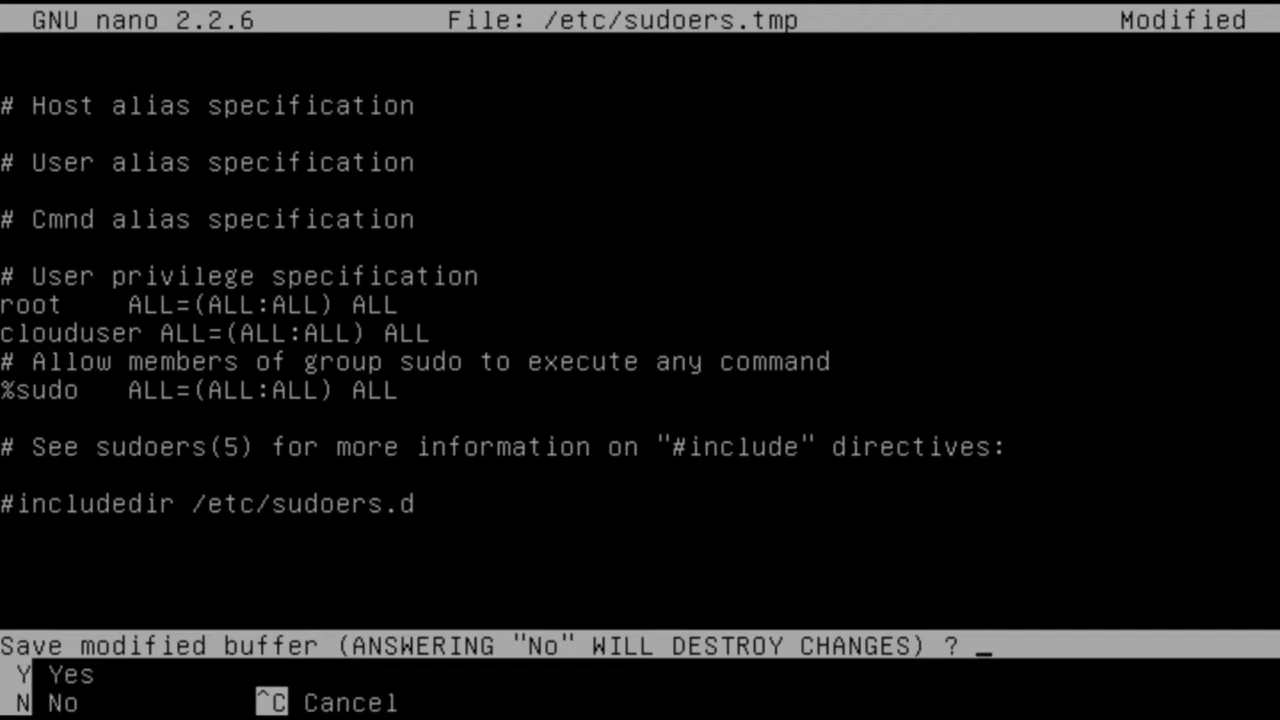 GNU nano 2.2.6 File: /etc/sudoers.tmp Modified
# Host alias specification
# User alias specification
# Cmnd alias specification
# User privilege specification
root ALL=(ALL:ALL) ALL
clouduser ALL=(ALL:ALL) ALL
# Allow members of group sudo to execute any command
%sudo ALL=(ALL:ALL) ALL
# See sudoers(5) for more information on "#include" directives:
#includedir /etc/sudoers.d
Save modified buffer (ANSWERING "No" WILL DESTROY CHANGES) ? _
Y Yes
N No ^C Cancel